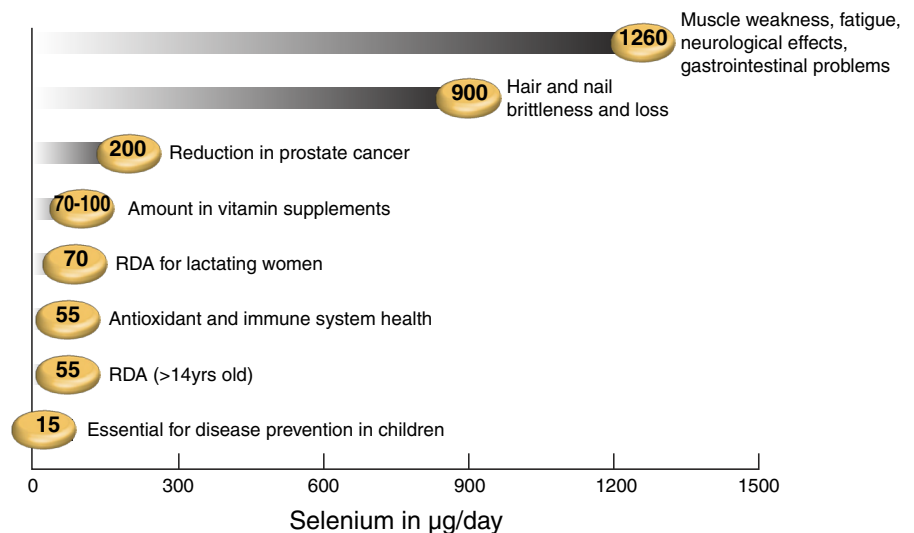 1260 Muscle weakness, fatigue,
neurological effects,
gastrointestinal problems
900 Hair and nail
brittleness and loss
200 Reduction in prostate cancer
70-100 Amount in vitamin supplements
70 RDA for lactating women
55 Antioxidant and immune system health
55 RDA (>14yrs old)
15 Essential for disease prevention in children
0 300 600 900 1200 1500
Selenium in µg/day